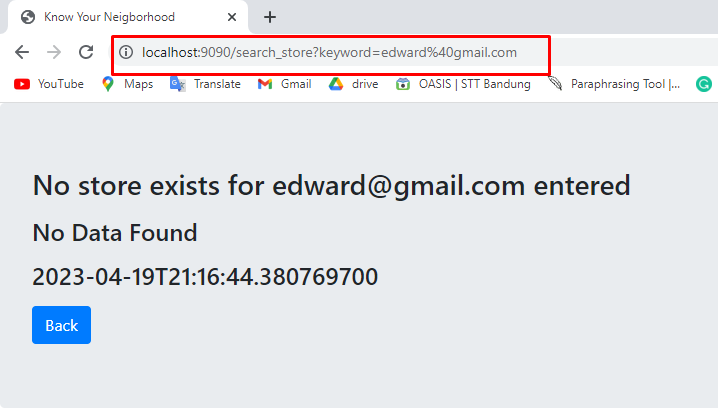 Know Your Neigborhood
localhost:9090/search_store?keyword=edward%40gmail.com
YouTube Maps Translate Gmail drive OASIS | STT Bandung Paraphrasing Tool |...
No store exists for edward@gmail.com entered
No Data Found
2023-04-19T21:16:44.380769700
Back